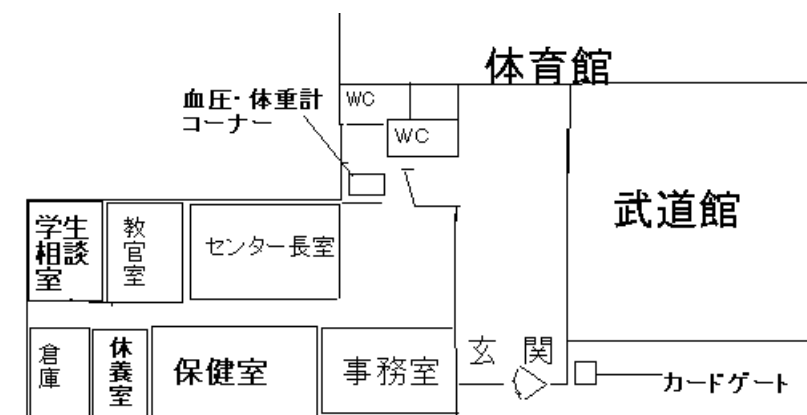 体育館
血圧・体重計
コーナー
WC
WC
武道館
学生
相談
室
教
官
室
センター長室
倉
庫
休
養
室
保健室
事務室
玄 関
カードゲート